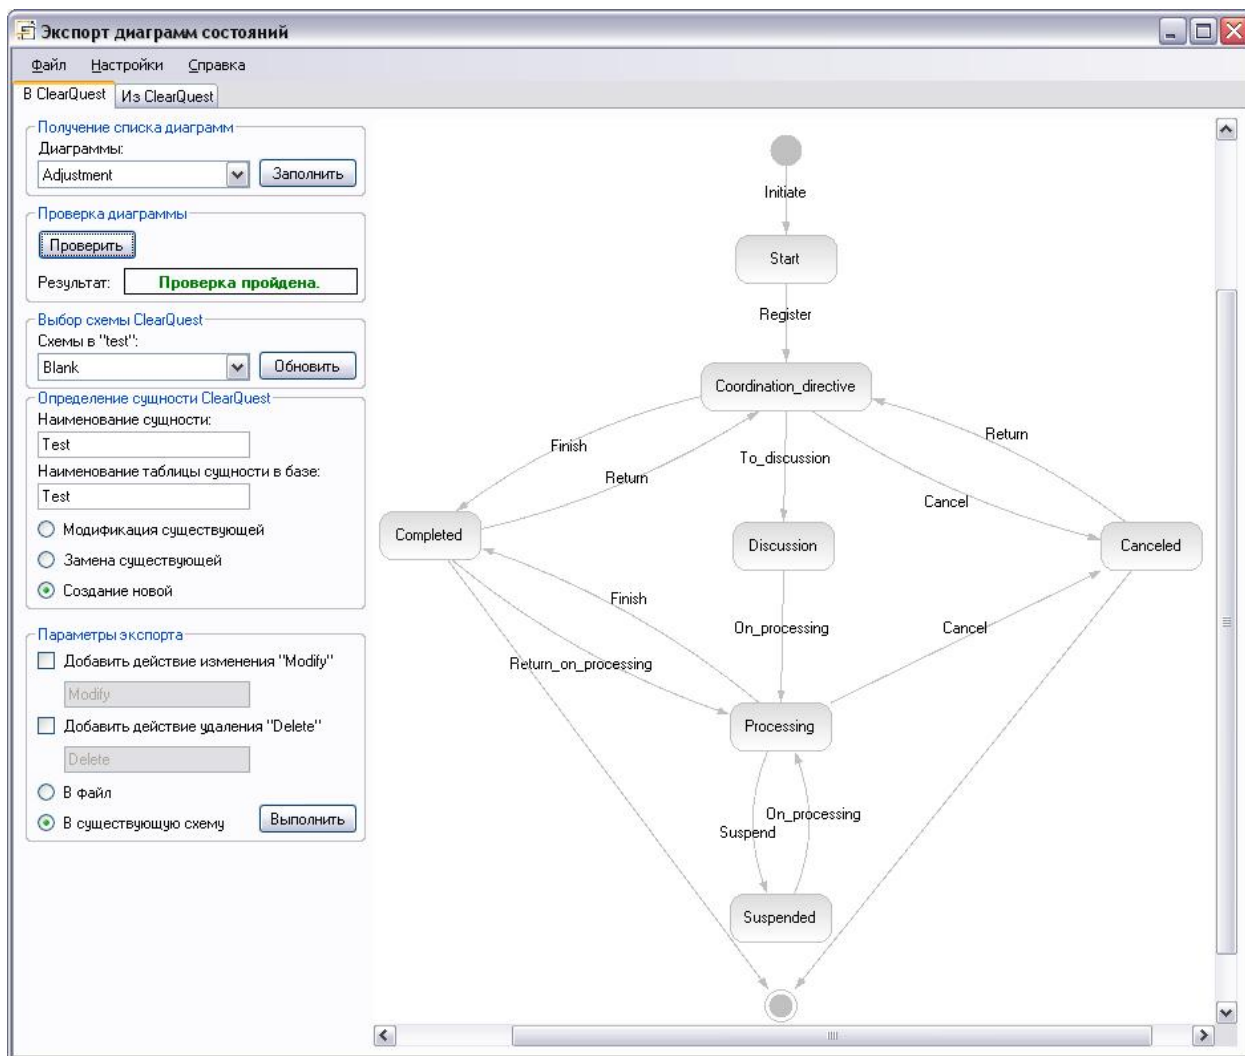 Экспорт диаграмм состояний
Файл Настройки Справка
В ClearQuest Из ClearQuest
Получение списка диаграмм
Диаграммы:
Adjustment Заполнить
Проверка диаграммы
Проверить
Результат: Проверка пройдена.
Выбор схемы ClearQuest
Схемы в "test":
Blank Обновить
Определение сущности ClearQuest
Наименование сущности:
Test
Наименование таблицы сущности в базе:
Test
Модификация существующей
Замена существующей
Создание новой
Параметры экспорта
Добавить действие изменения "Modify"
Modify
Добавить действие удаления "Delete"
Delete
В файл
В существующую схему Выполнить
Initiate
Start
Register
Coordination_directive
Finish
Return
To_discussion
Cancel
Return
Completed
Discussion
Canceled
Finish
Return_on_processing
On_processing
Cancel
Processing
Suspend
On_processing
Suspended